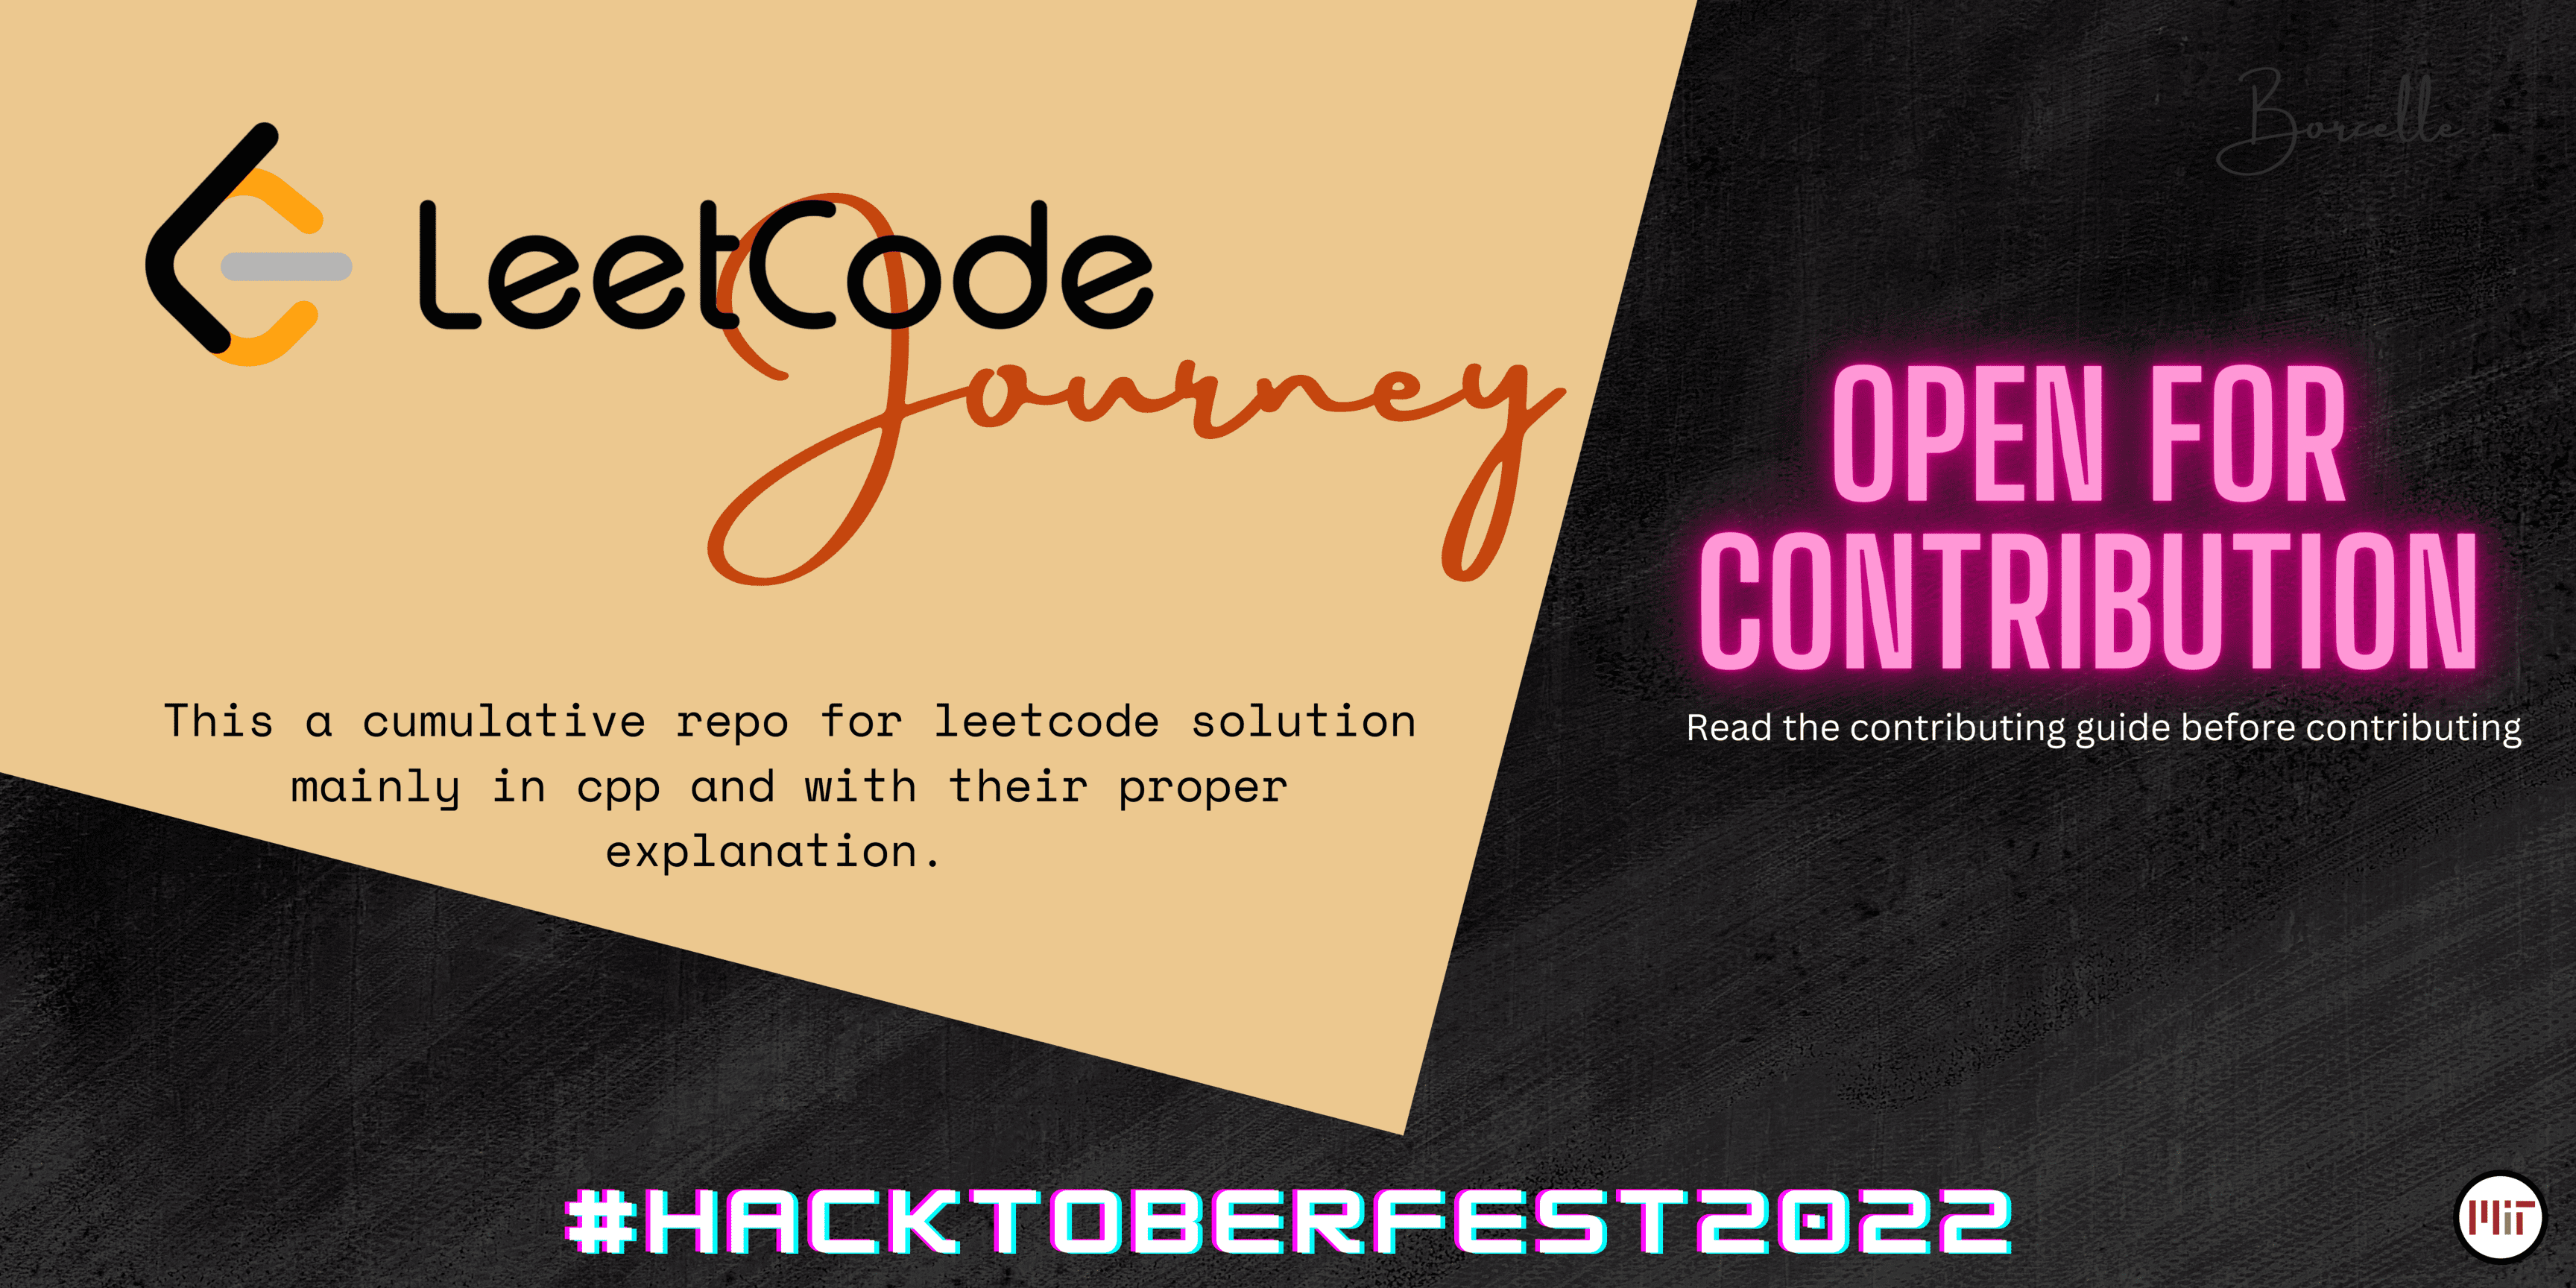 LeetCode
Journey
This a cumulative repo for leetcode solution
mainly in cpp and with their proper
explanation.
Borcelle
OPEN FOR
CONTRIBUTION
Read the contributing guide before contributing
#HACKTOBERFEST2022
MIT